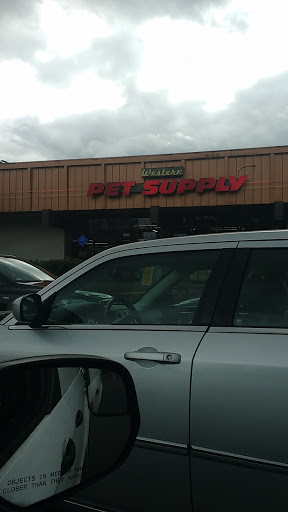 Western
PET SUPPLY
OBJECTS IN MIRROR ARE
CLOSER THAN THEY APPEAR